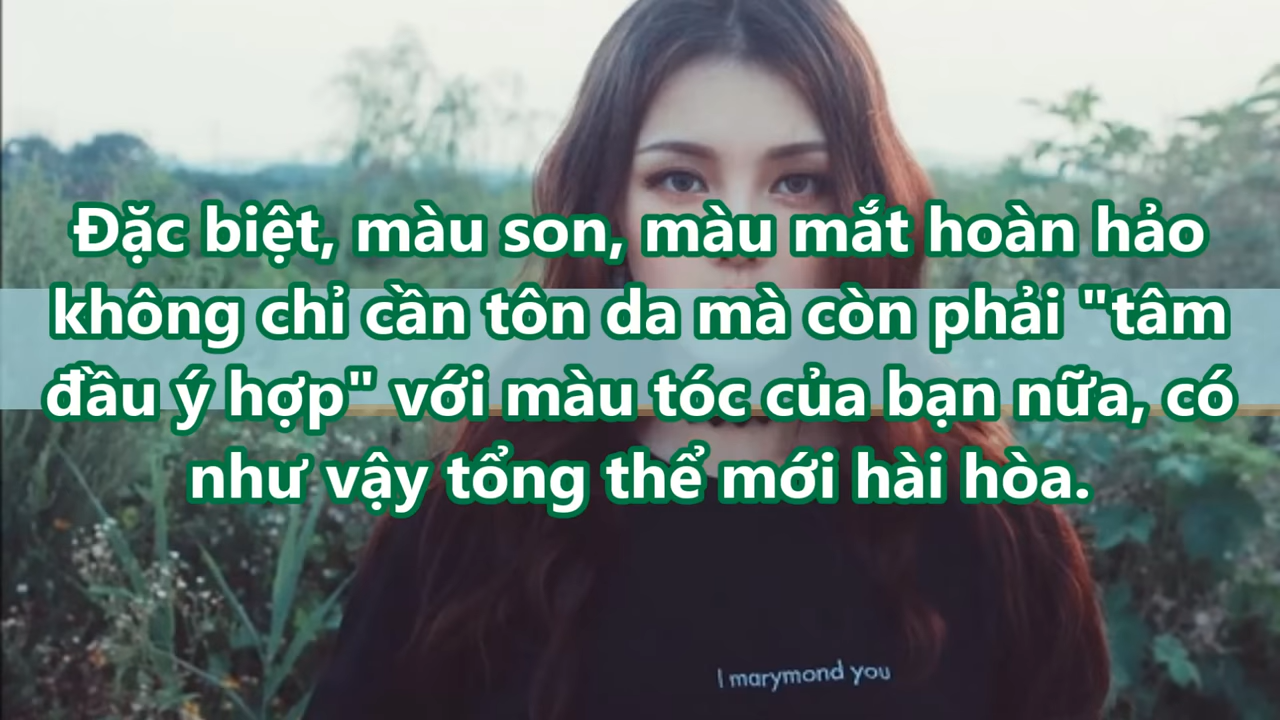 Đặc biệt, màu son, màu mắt hoàn hảo
không chỉ cần tôn da mà còn phải "tâm
đầu ý hợp" với màu tóc của bạn nữa, có
như vậy tổng thể mới hài hòa.
I marymond you